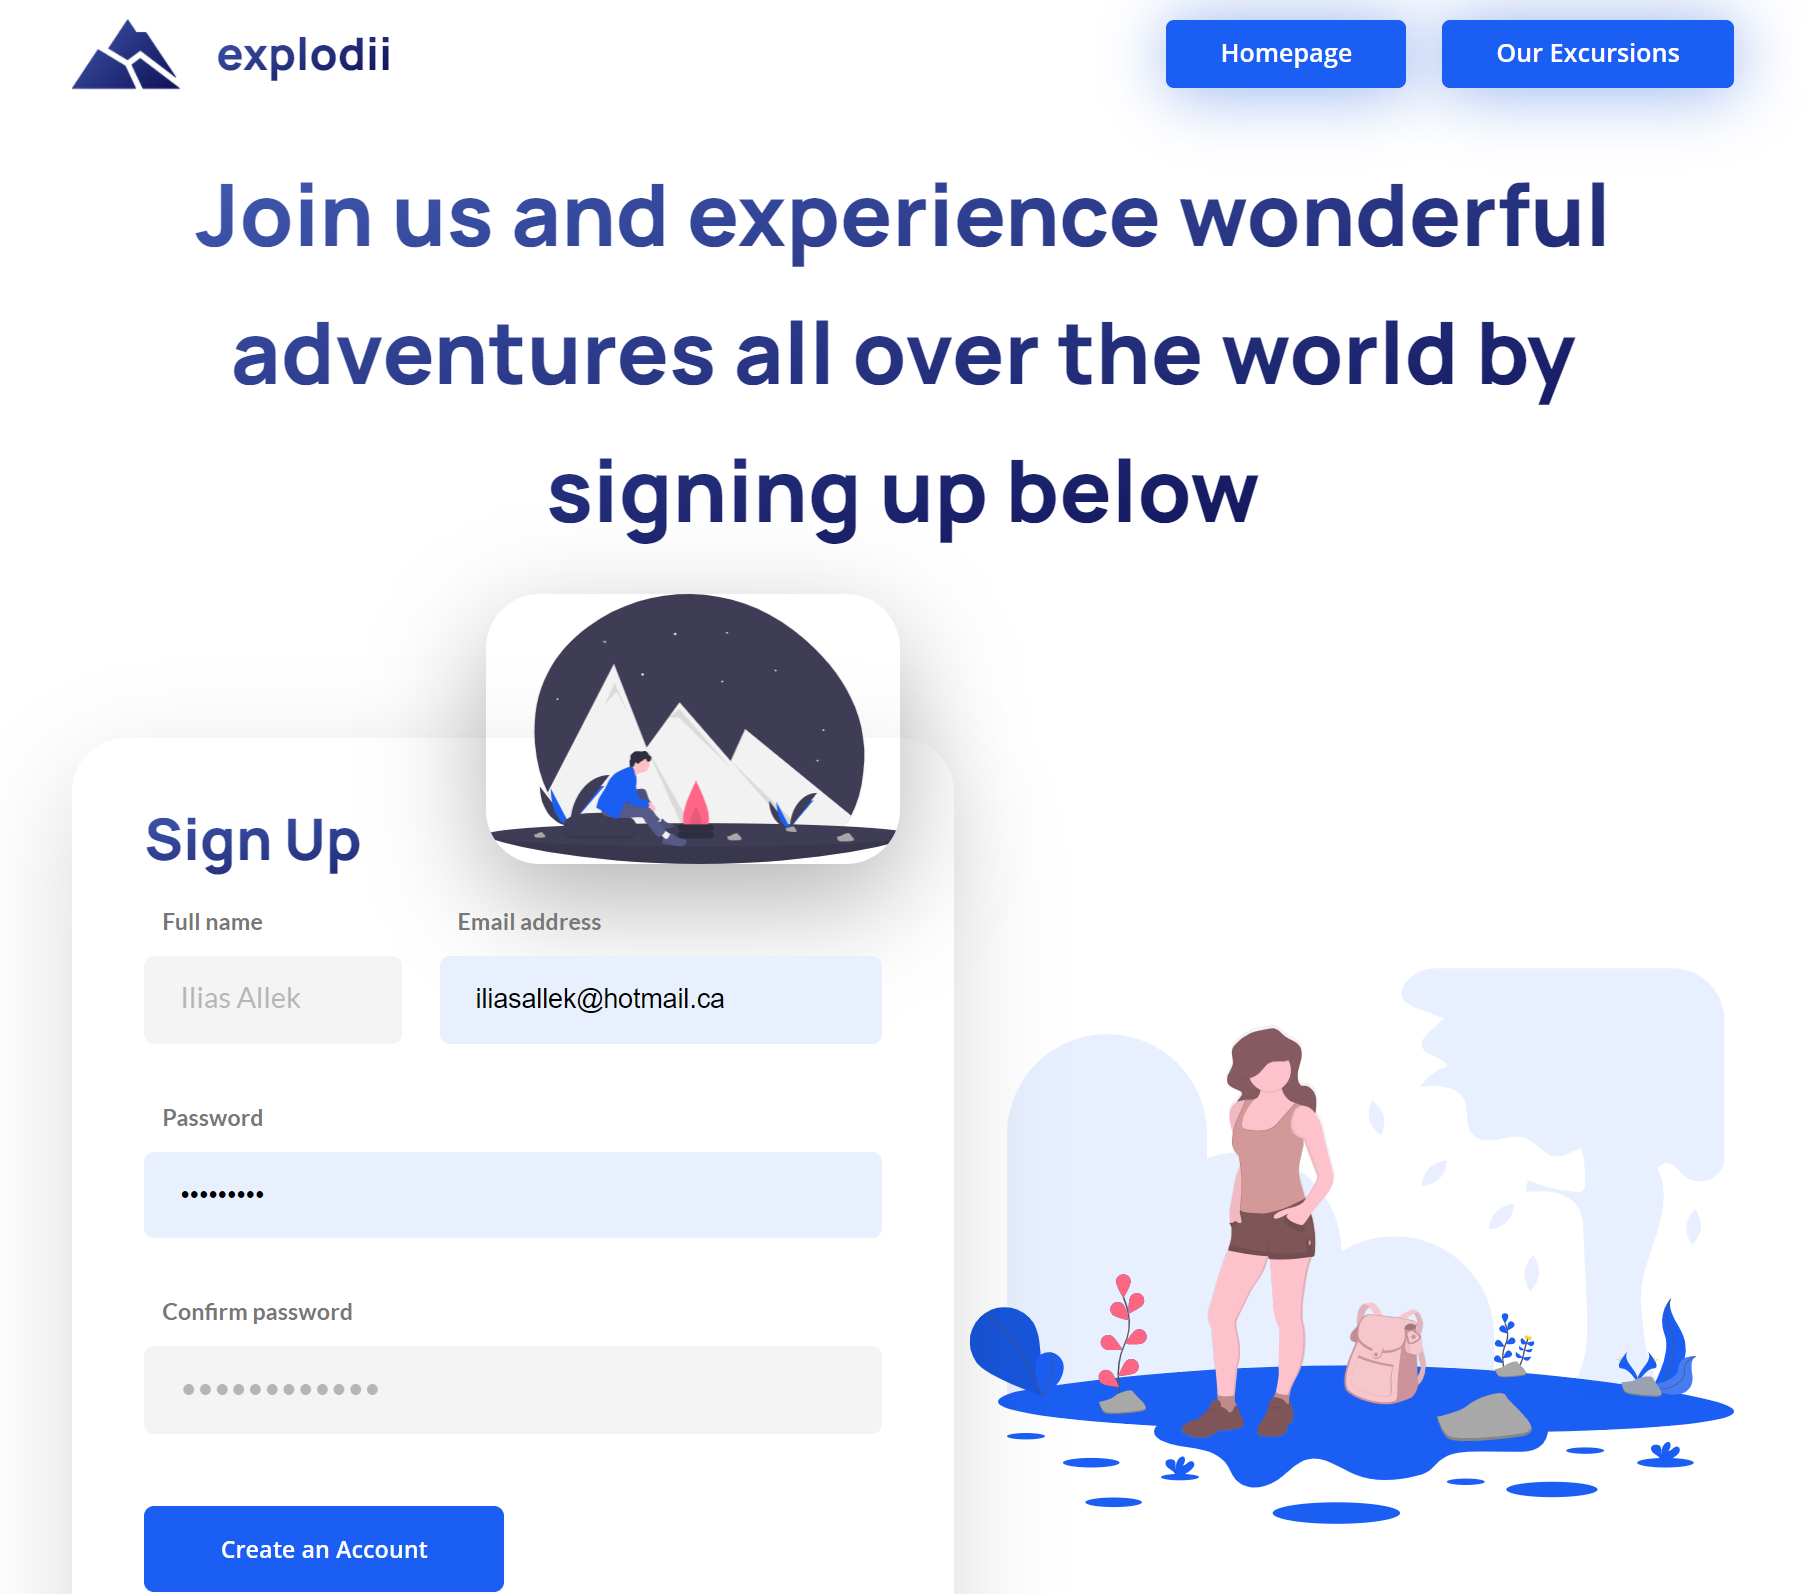 explodii
Homepage
Our Excursions
Join us and experience wonderful
adventures all over the world by
signing up below
Sign Up
Full name
Email address
Ilias Allek
iliasallek@hotmail.ca
Password
•••••••••
Confirm password
••••••••••••
Create an Account